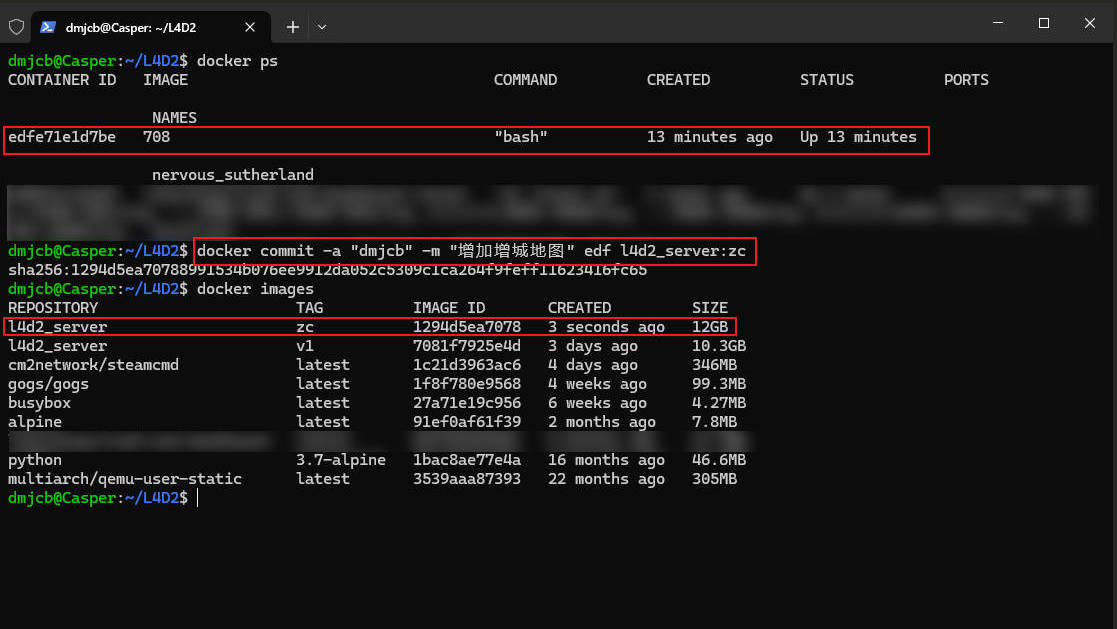 dmjcb@Casper: ~/L4D2
dmjcb@Casper:~/L4D2$ docker ps
CONTAINER ID IMAGE COMMAND CREATED STATUS PORTS
NAMES
edfe71e1d7be 708 "bash" 13 minutes ago Up 13 minutes
nervous_sutherland
dmjcb@Casper:~/L4D2$ docker commit -a "dmjcb" -m "增加增城地图" edf l4d2_server:zc
sha256:1294d5ea70788991534b076ee9912da052c5309c1ca264f9feff11623416fc65
dmjcb@Casper:~/L4D2$ docker images
REPOSITORY TAG IMAGE ID CREATED SIZE
l4d2_server zc 1294d5ea7078 3 seconds ago 12GB
l4d2_server v1 7081f7925e4d 3 days ago 10.3GB
cm2network/steamcmd latest 1c21d3963ac6 4 days ago 346MB
gogs/gogs latest 1f8f780e9568 4 weeks ago 99.3MB
busybox latest 27a71e19c956 6 weeks ago 4.27MB
alpine latest 91ef0af61f39 2 months ago 7.8MB
python 3.7-alpine 1bac8ae77e4a 16 months ago 46.6MB
multiarch/qemu-user-static latest 3539aaa87393 22 months ago 305MB
dmjcb@Casper:~/L4D2$